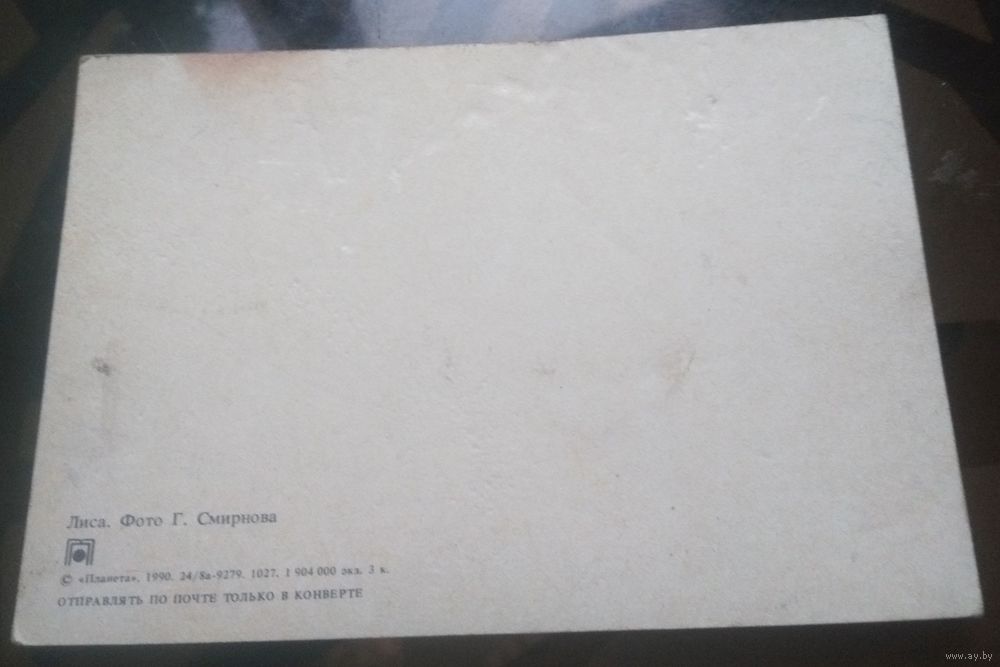 Лиса. Фото Г. Смирнова
© «Планета», 1990. 24/8а-9279. 1027. 1 904 000 экз. 3 к.
ОТПРАВЛЯТЬ ПО ПОЧТЕ ТОЛЬКО В КОНВЕРТЕ
www.ay.by